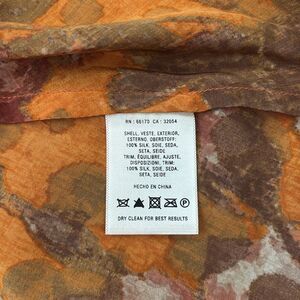 RN : 66170 CA : 32054
SHELL, VESTE, EXTERIOR,
ESTERNO, OBERSTOFF:
100% SILK, SOIE, SEDA,
SETA, SEIDE
TRIM, ÉQUILIBRE, AJUSTE,
DISPOSIZIONI, TRIM:
100% SILK, SOIE, SEDA,
SETA, SEIDE
HECHO EN CHINA
DRY CLEAN FOR BEST RESULTS